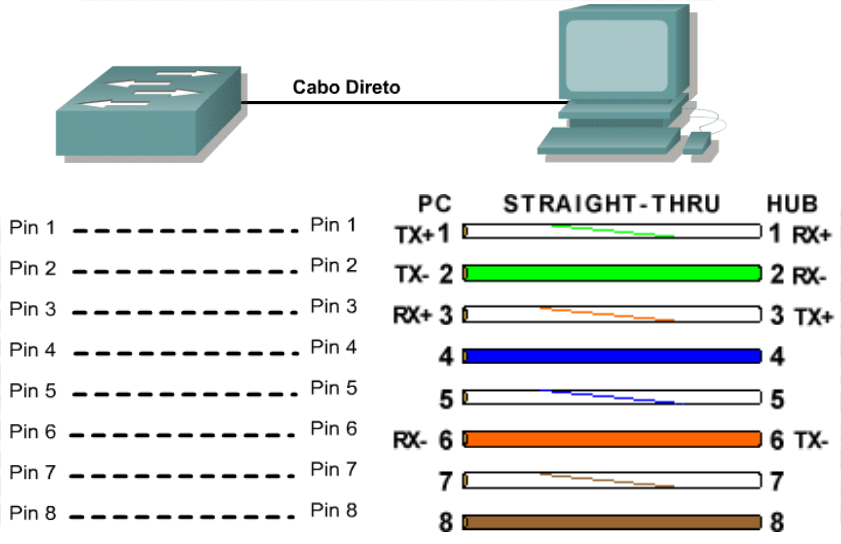 Cabo Direto
Pin 1 Pin 1
Pin 2 Pin 2
Pin 3 Pin 3
Pin 4 Pin 4
Pin 5 Pin 5
Pin 6 Pin 6
Pin 7 Pin 7
Pin 8 Pin 8
PC STRAIGHT-THRU HUB
TX+ 1 1 RX+
TX- 2 2 RX-
RX+ 3 3 TX+
4 4
5 5
RX- 6 6 TX-
7 7
8 8